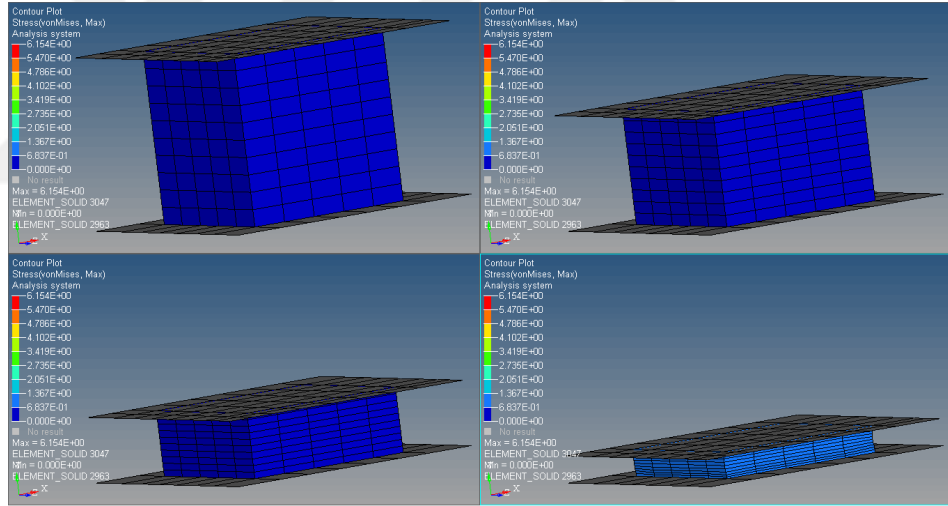 Contour Plot
Stress(vonMises, Max)
Analysis system
6.154E+00
5.470E+00
4.786E+00
4.102E+00
3.419E+00
2.735E+00
2.051E+00
1.367E+00
6.837E-01
0.000E+00
No result
Max = 6.154E+00
ELEMENT_SOLID 3047
Min = 0.000E+00
ELEMENT_SOLID 2963
X
Contour Plot
Stress(vonMises, Max)
Analysis system
6.154E+00
5.470E+00
4.786E+00
4.102E+00
3.419E+00
2.735E+00
2.051E+00
1.367E+00
6.837E-01
0.000E+00
No result
Max = 6.154E+00
ELEMENT_SOLID 3047
Min = 0.000E+00
ELEMENT_SOLID 2963
X
Contour Plot
Stress(vonMises, Max)
Analysis system
6.154E+00
5.470E+00
4.786E+00
4.102E+00
3.419E+00
2.735E+00
2.051E+00
1.367E+00
6.837E-01
0.000E+00
No result
Max = 6.154E+00
ELEMENT_SOLID 3047
Min = 0.000E+00
ELEMENT_SOLID 2963
X
Contour Plot
Stress(vonMises, Max)
Analysis system
6.154E+00
5.470E+00
4.786E+00
4.102E+00
3.419E+00
2.735E+00
2.051E+00
1.367E+00
6.837E-01
0.000E+00
No result
Max = 6.154E+00
ELEMENT_SOLID 3047
Min = 0.000E+00
ELEMENT_SOLID 2963
X